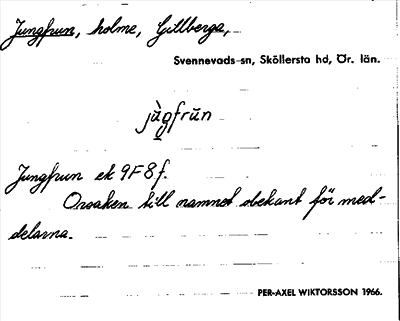 Jungfrun, holme, Gillberga,
Svennevads sn, Sköllersta hd, Ör. län.
jùgfrūn
Jungfrun ek 9F8f.
Orsaken till namnet obekant för med-
delarna.
PER-AXEL WIKTORSSON 1966.